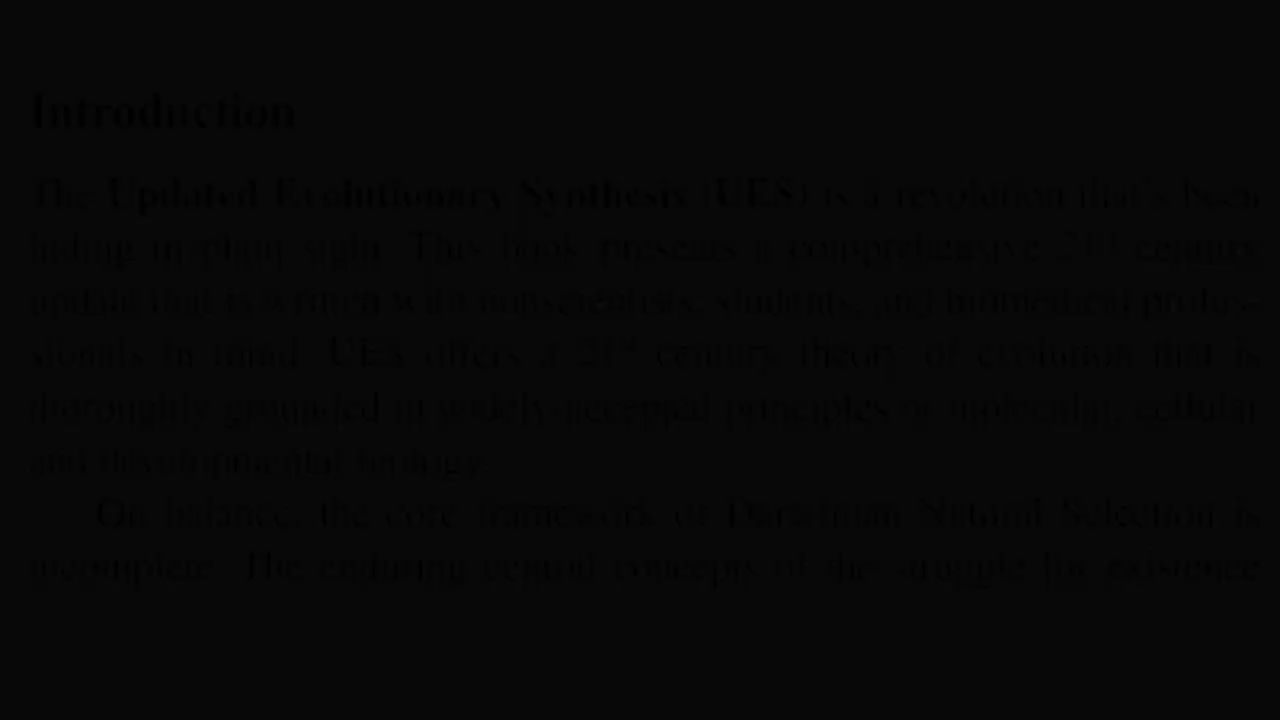 Introduction
The Updated Evolutionary Synthesis (UES) is a revolution that's been
hiding in plain sight. This book presents a comprehensive 21st century
update that is written with nonscientists, students, and biomedical profes-
sionals in mind. UES offers a 21st century theory of evolution that is
thoroughly grounded in widely accepted principles of molecular, cellular
and developmental biology.
On balance, the core framework of Darwinian Natural Selection is
incomplete. The enduring central concepts of the struggle for existence